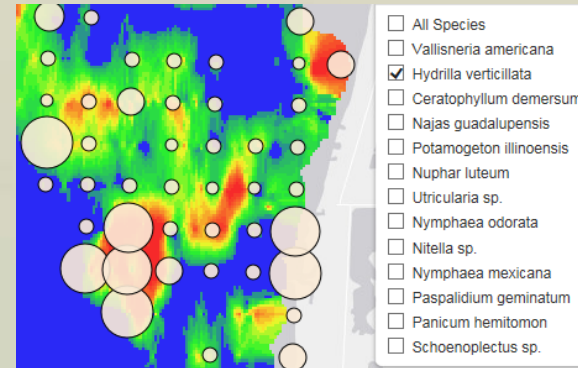 All Species
Vallisneria americana
Hydrilla verticillata
Ceratophyllum demersum
Najas guadalupensis
Potamogeton illinoensis
Nuphar luteum
Utricularia sp.
Nymphaea odorata
Nitella sp.
Nymphaea mexicana
Paspalidium geminatum
Panicum hemitomon
Schoenoplectus sp.